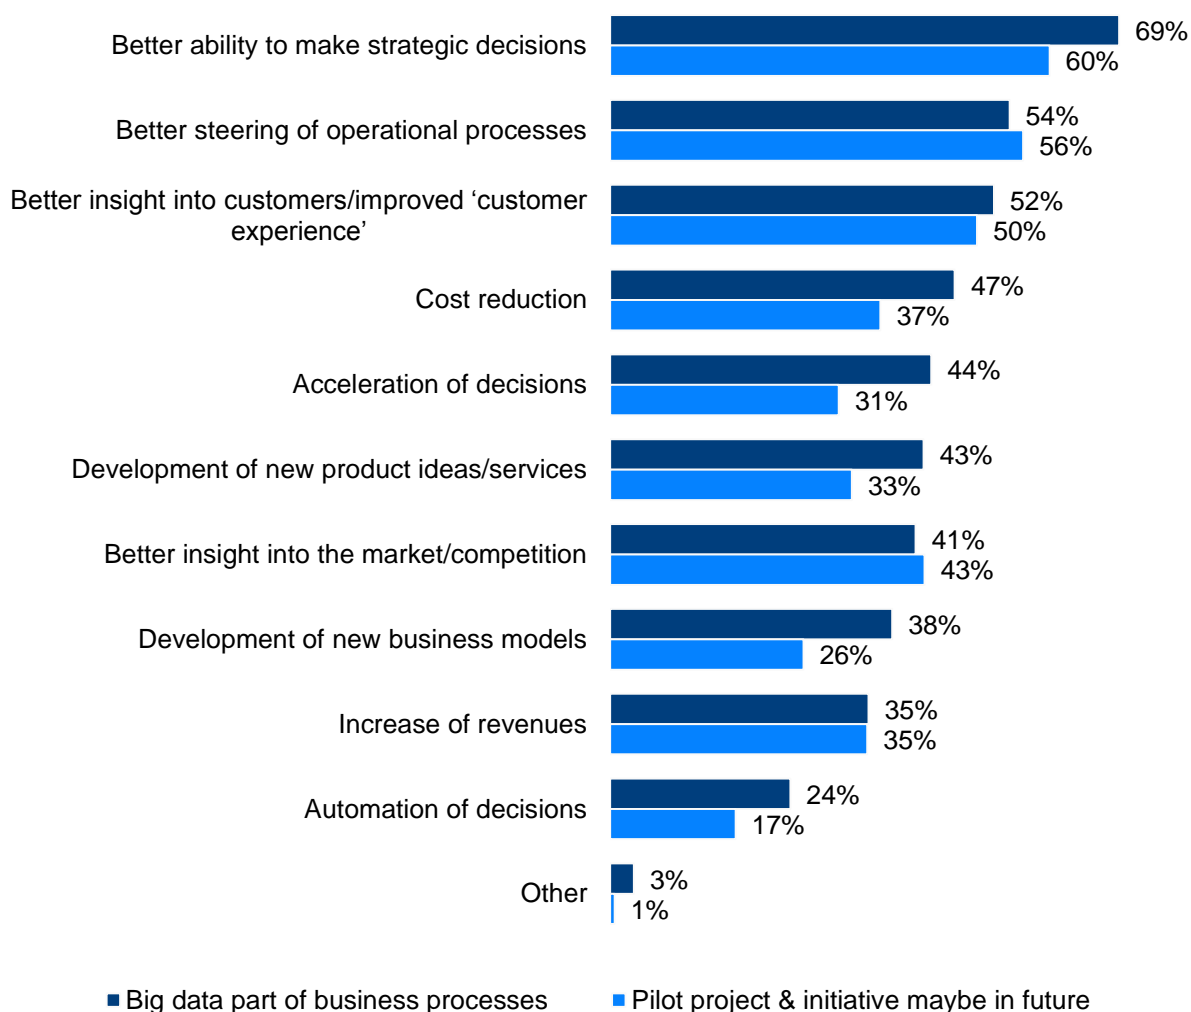 Better ability to make strategic decisions
69%
60%
Better steering of operational processes
54%
56%
Better insight into customers/improved ‘customer
experience’
52%
50%
Cost reduction
47%
37%
Acceleration of decisions
44%
31%
Development of new product ideas/services
43%
33%
Better insight into the market/competition
41%
43%
Development of new business models
38%
26%
Increase of revenues
35%
35%
Automation of decisions
24%
17%
Other
3%
1%
Big data part of business processes
Pilot project & initiative maybe in future